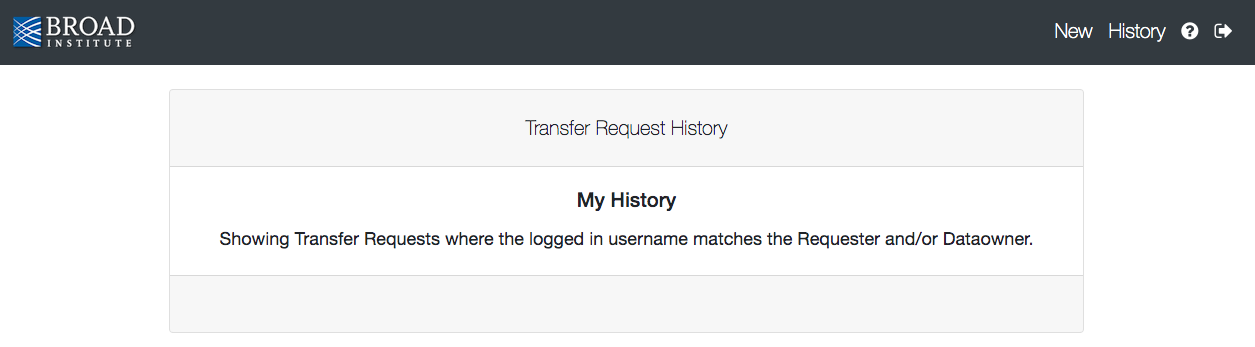 BROAD
INSTITUTE
New History
Transfer Request History
My History
Showing Transfer Requests where the logged in username matches the Requester and/or Dataowner.